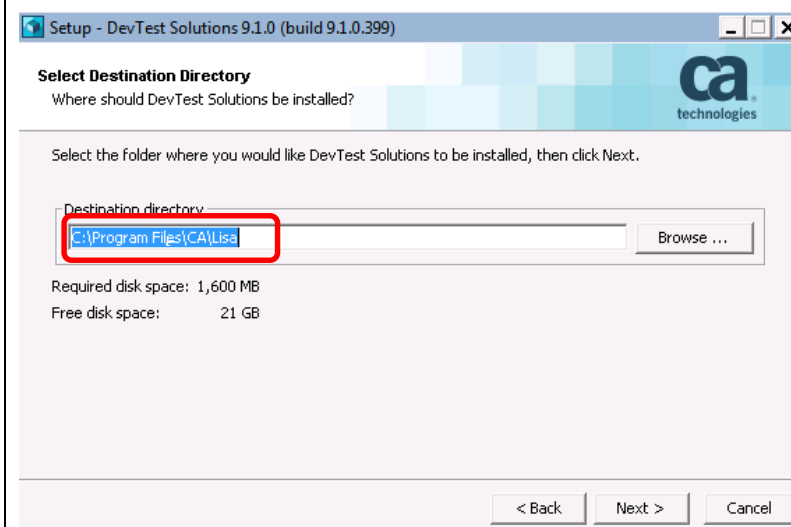 Setup - DevTest Solutions 9.1.0 (build 9.1.0.399)
Select Destination Directory
Where should DevTest Solutions be installed?
ca
technologies
Select the folder where you would like DevTest Solutions to be installed, then click Next.
Destination directory
C:\Program Files\CA\Lisa
Browse ...
Required disk space: 1,600 MB
Free disk space: 21 GB
< Back Next > Cancel